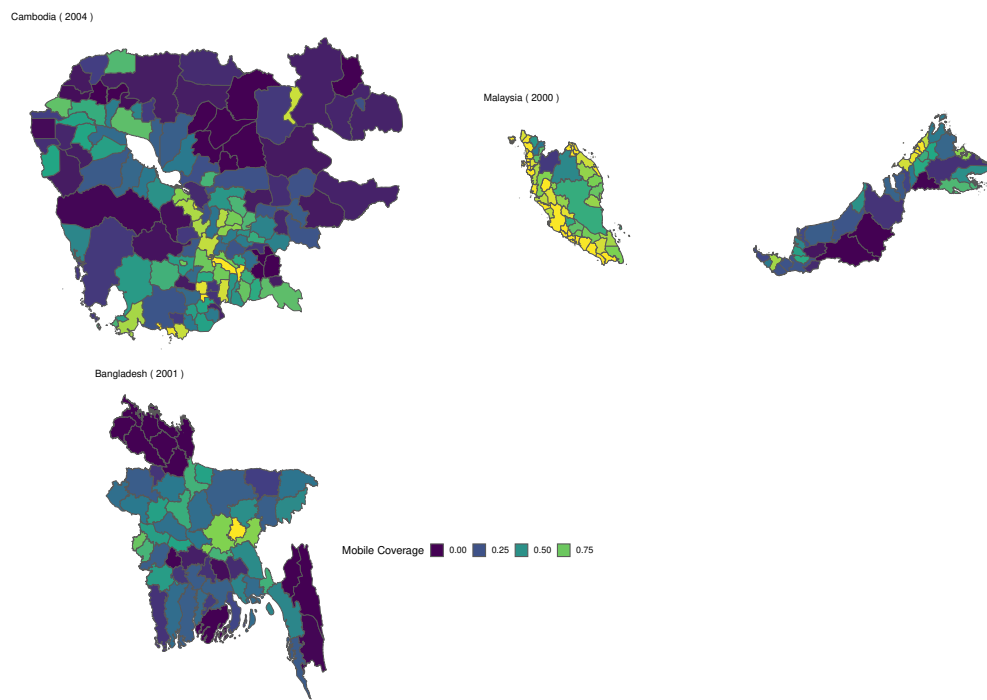 Cambodia ( 2004 )
Malaysia ( 2000 )
Bangladesh ( 2001 )
Mobile Coverage 0.00 0.25 0.50 0.75